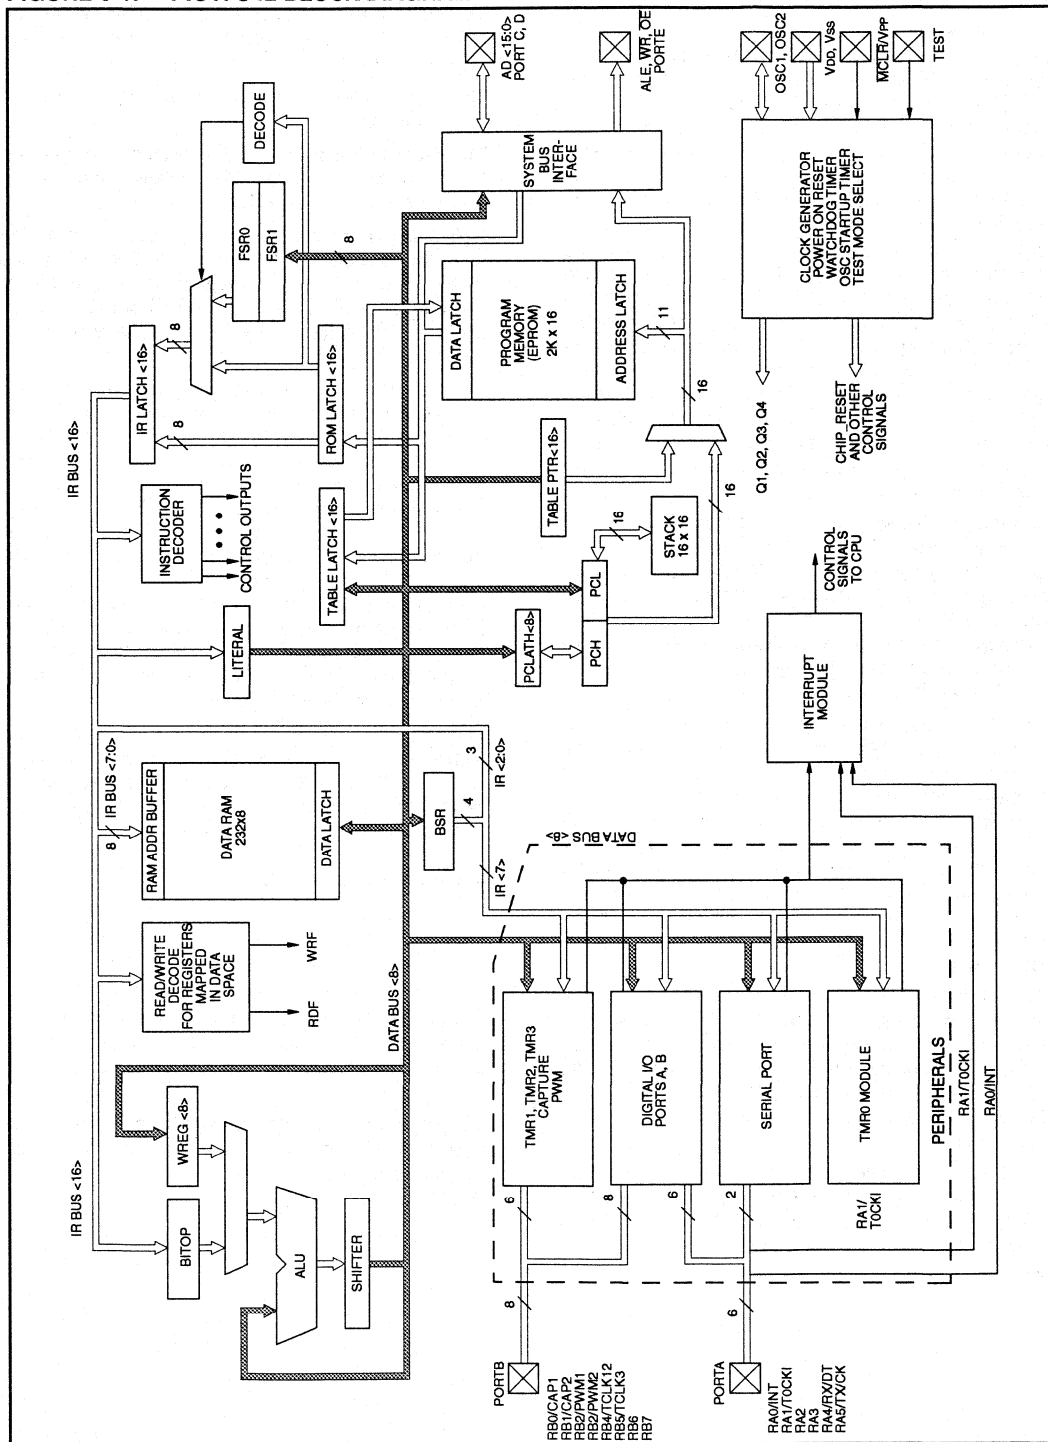 IR BUS <16>
BITOP
WREG <8>
ALU
SHIFTER
READ/WRITE
DECODE
FOR REGISTERS
MAPPED
IN DATA
SPACE
RDF
WRF
IR BUS <7:0>
8
RAM ADDR BUFFER
DATA RAM
232x8
DATA LATCH
LITERAL
INSTRUCTION
DECODER
CONTROL OUTPUTS
IR BUS <16>
IR LATCH <16>
8
8
ROM LATCH <16>
FSR0
FSR1
DECODE
8
TABLE LATCH <16>
DATA BUS <8>
BSR
4
3
IR <7>
IR <2:0>
PCLATH<8>
PCH
PCL
16
STACK
16 x 16
TABLE PTR<16>
16
16
11
DATA LATCH
PROGRAM
MEMORY
(EPROM)
2K x 16
ADDRESS LATCH
SYSTEM
BUS
INTER-
FACE
AD <15:0>
PORT C, D
ALE, WR, OE
PORTE
DATA BUS <8>
TMR1, TMR2, TMR3
CAPTURE
PWM
DIGITAL I/O
PORTS A, B
SERIAL PORT
TMR0 MODULE
RA1/
T0CKI
PERIPHERALS
6
8
6
2
8
6
PORTB
RB0/CAP1
RB1/CAP2
RB2/PWM1
RB2/PWM2
RB4/TCLK12
RB5/TCLK3
RB6
RB7
PORTA
RA0/INT
RA1/T0CKI
RA2
RA3
RA4/RX/DT
RA5/TX/CK
RA1/T0CKI
RA0/INT
INTERRUPT
MODULE
CONTROL
SIGNALS
TO CPU
Q1, Q2, Q3, Q4
CHIP_RESET
AND OTHER
CONTROL
SIGNALS
CLOCK GENERATOR
POWER ON RESET
WATCHDOG TIMER
OSC STARTUP TIMER
TEST MODE SELECT
OSC1, OSC2
VDD, VSS
MCLR/VPP
TEST